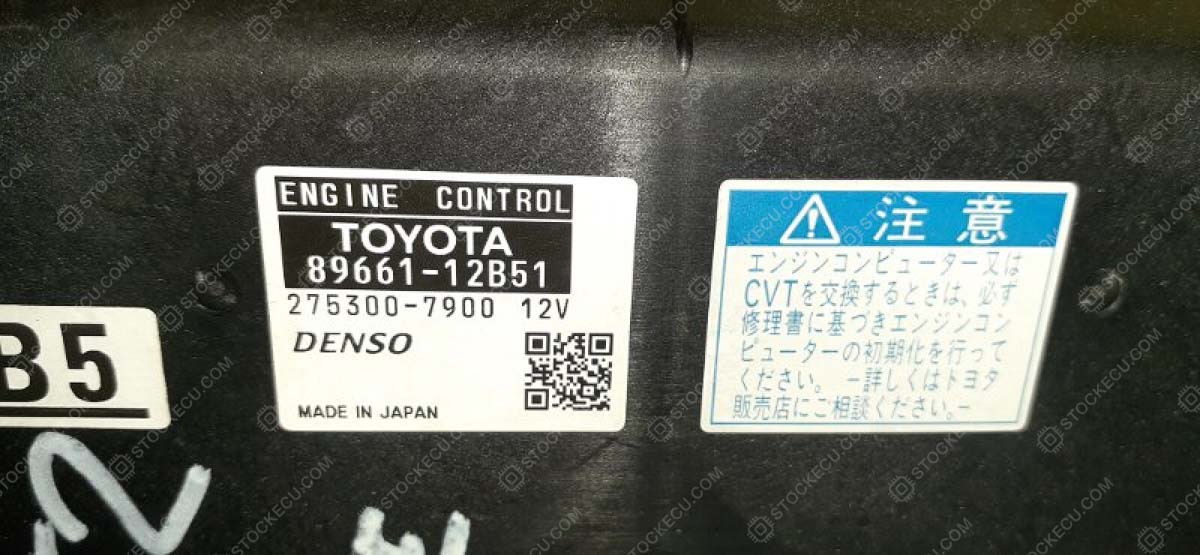 ENGINE CONTROL
TOYOTA
89661-12B51
275300-7900 12V
DENSO
MADE IN JAPAN
注意
エンジンコンピューター又は
CVTを交換するときは、必ず
修理書に基づきエンジンコン
ピューターの初期化を行って
ください。 −詳しくはトヨタ
販売店にご相談ください。−
B5
2
STOCKECU.COM